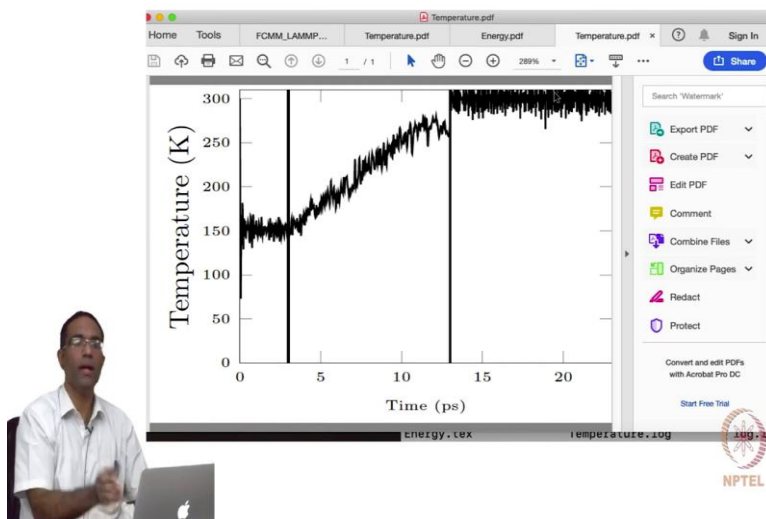 Temperature.pdf
Home Tools FCMM_LAMMP... Temperature.pdf Energy.pdf Temperature.pdf × ? Sign In
1 / 1 289% Share
Search 'Watermark'
Export PDF
Create PDF
Edit PDF
Comment
Combine Files
Organize Pages
Redact
Protect
Convert and edit PDFs
with Acrobat Pro DC
Start Free Trial
Temperature (K)
300
250
200
150
100
50
0
0 5 10 15 20
Time (ps)
Energy.tex Temperature.log
NPTEL